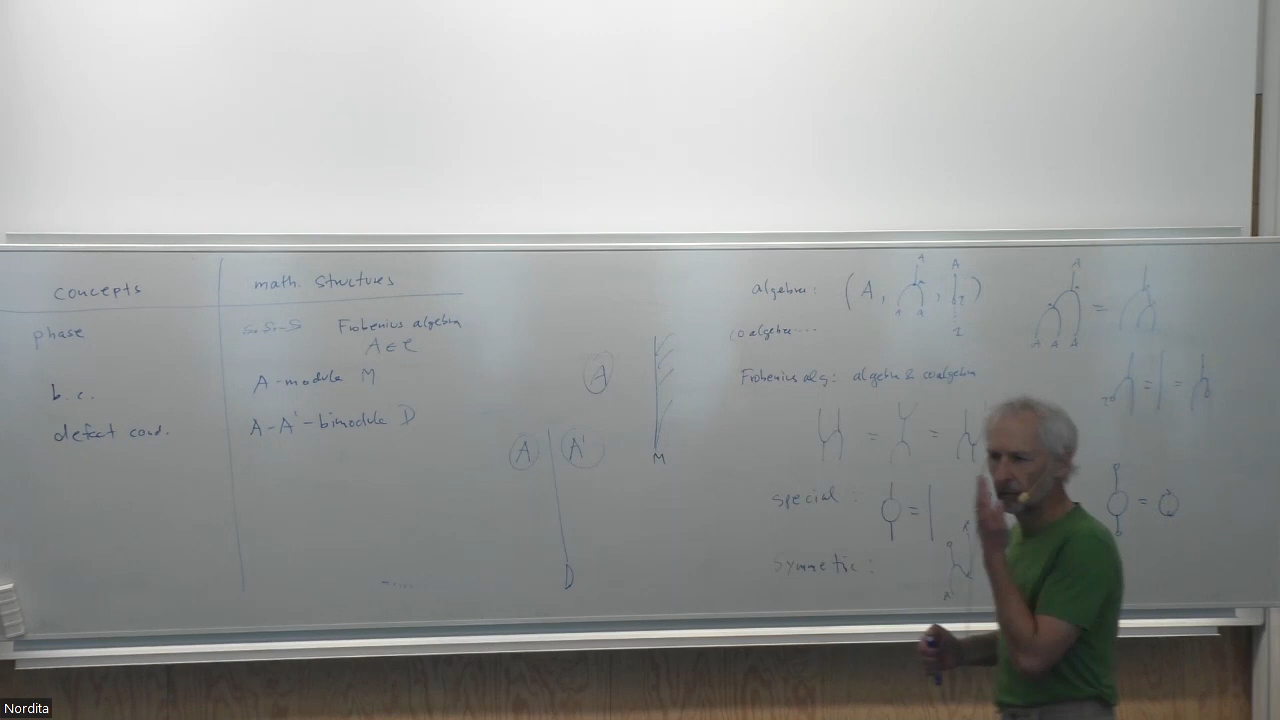 concepts
math. structures
phase
s.-s.-s Frobenius algebra
A ∈ C
b.c.
A-module M
defect cond.
A-A'-bimodule D
A
M
A A'
D
.....
algebra: (A, , )
A
A A
A
1
A
=
A A A
coalgebra ....
Frobenius alg: algebra & coalgebra
= =
= =
special : =
=
symmetric :
Nordita